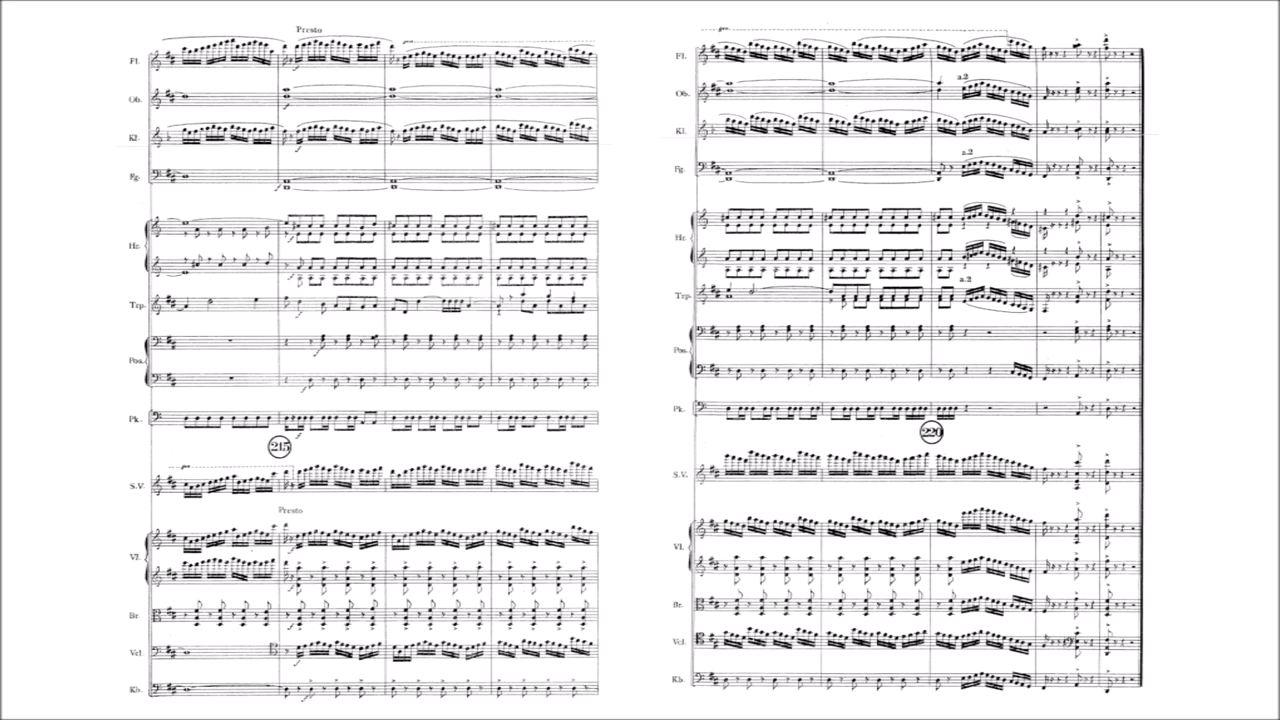 Presto
Fl.
Ob.
Kl.
Fg.
Hr.
Trp.
Pos.
Pk.
215
S.V.
Presto
Vl.
Br.
Vcl.
Kb.
Fl.
a.2
Ob.
Kl.
a.2
Fg.
Hr.
a.2
Trp.
Pos.
Pk.
220
S.V.
Vl.
Br.
Vcl.
Kb.